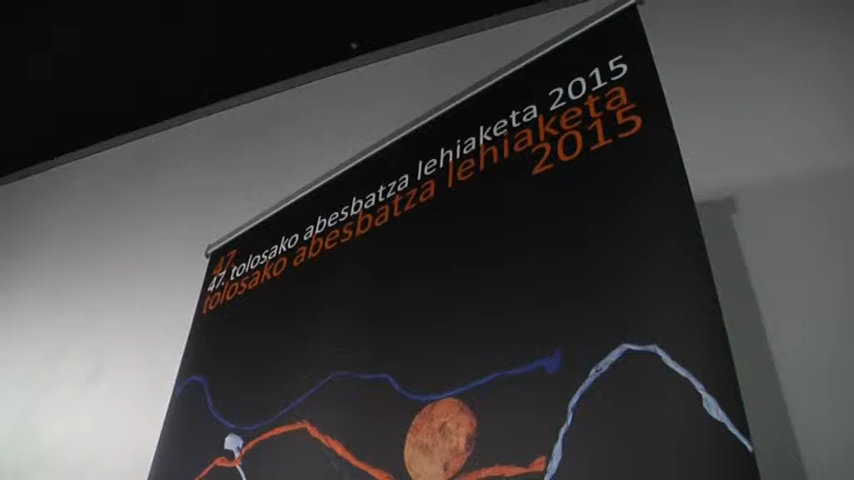 47.
47. tolosako abesbatza lehiaketa 2015
tolosako abesbatza lehiaketa
2015